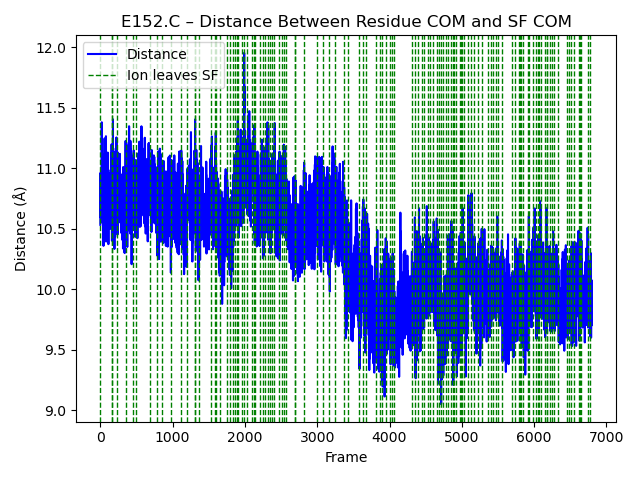 E152.C – Distance Between Residue COM and SF COM
Distance
Ion leaves SF
Distance (Å)
12.0
11.5
11.0
10.5
10.0
9.5
9.0
0 1000 2000 3000 4000 5000 6000 7000
Frame